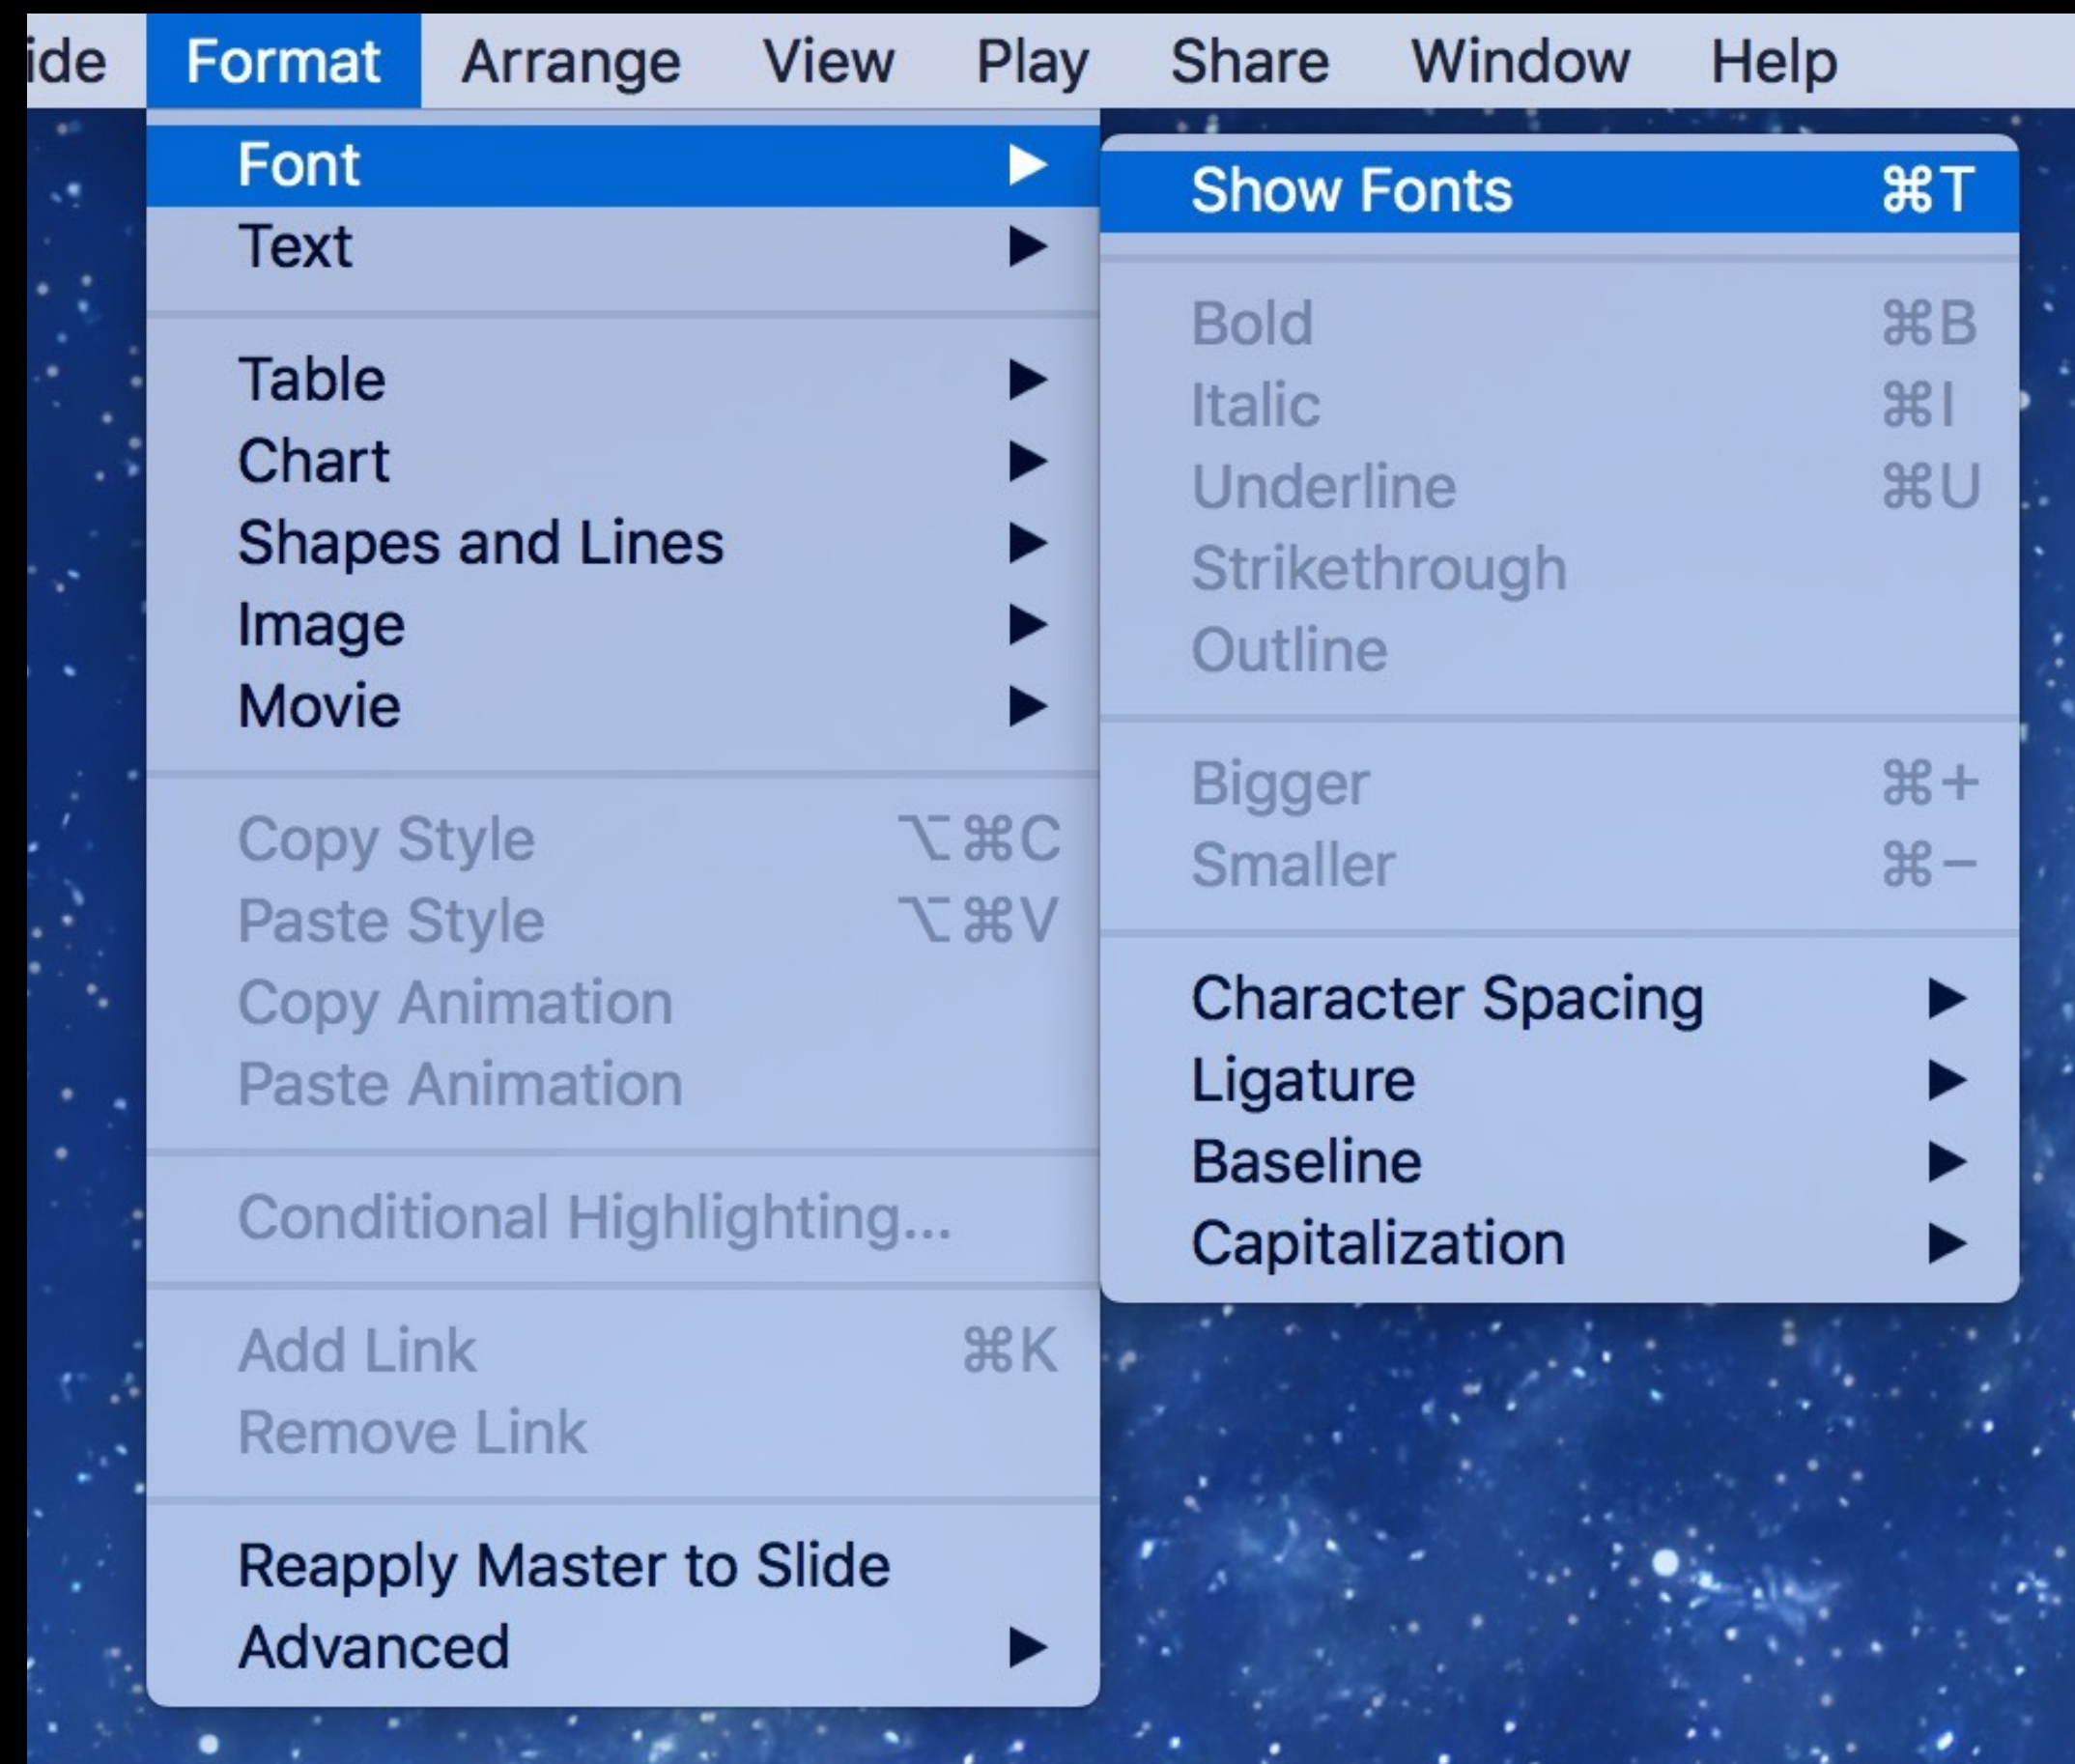 ide Format Arrange View Play Share Window Help
Font ▶
Text ▶
Table ▶
Chart ▶
Shapes and Lines ▶
Image ▶
Movie ▶
Copy Style ⌥⌘C
Paste Style ⌥⌘V
Copy Animation
Paste Animation
Conditional Highlighting...
Add Link ⌘K
Remove Link
Reapply Master to Slide
Advanced ▶
Show Fonts ⌘T
Bold ⌘B
Italic ⌘I
Underline ⌘U
Strikethrough
Outline
Bigger ⌘+
Smaller ⌘−
Character Spacing ▶
Ligature ▶
Baseline ▶
Capitalization ▶